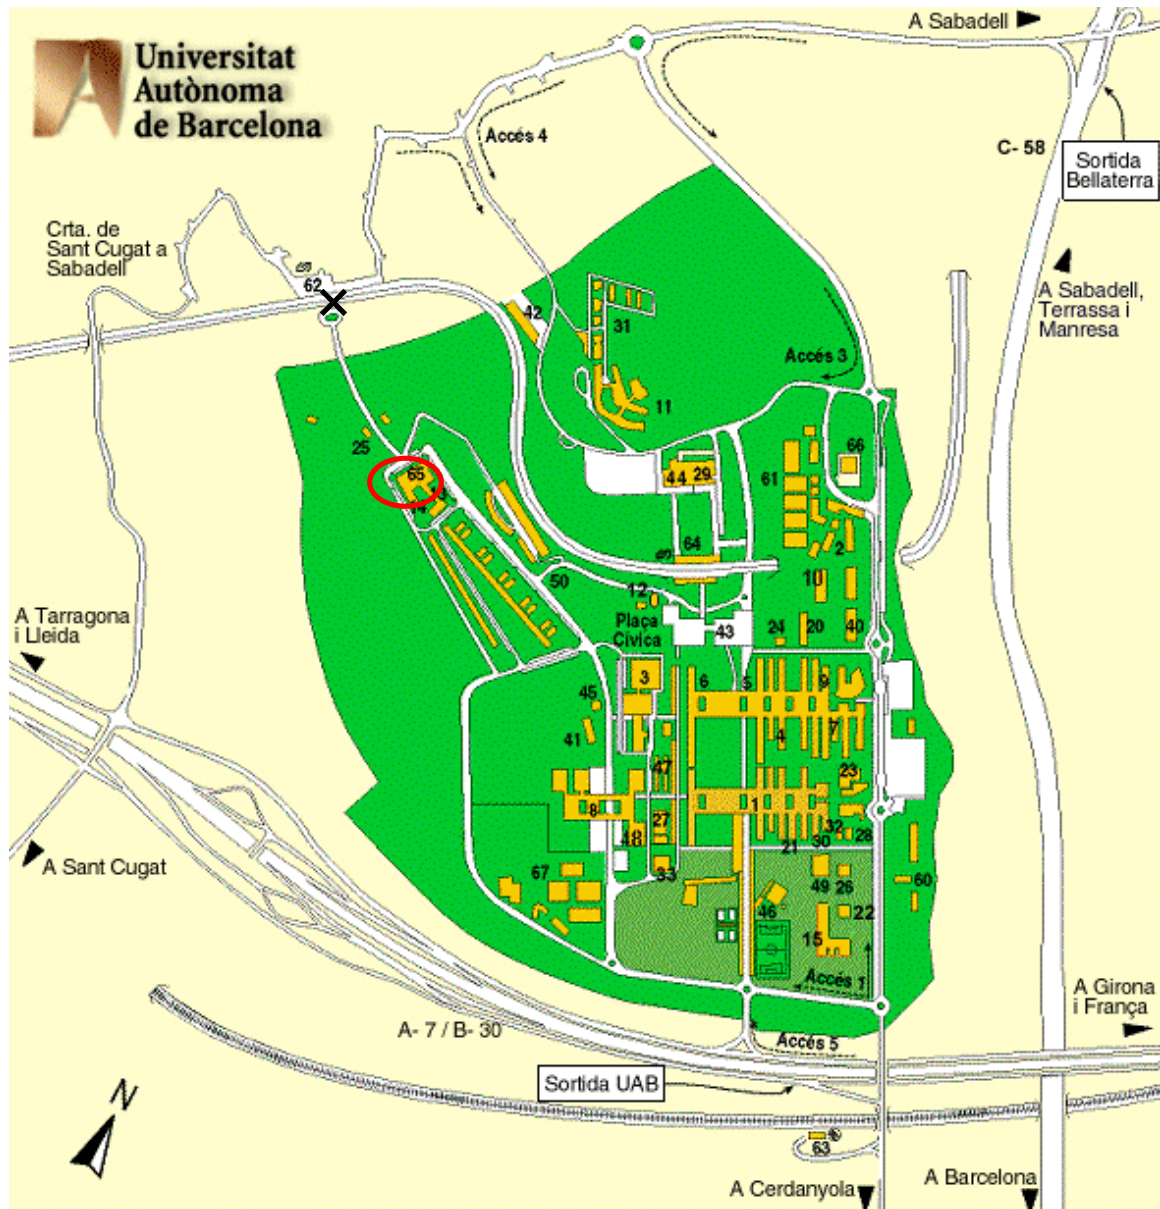 Universitat
Autònoma
de Barcelona
A Sabadell
Accés 4
C- 58
Sortida
Bellaterra
Crta. de
Sant Cugat a
Sabadell
62
A Sabadell,
Terrassa i
Manresa
42
31
Accés 3
11
25
66
65
44
29
61
14
2
64
50
10
12
Plaça
Cívica
43
24
20
40
A Tarragona
i Lleida
3
6
5
9
45
41
4
7
47
23
8
1
27
48
32
28
21
30
A Sant Cugat
67
33
49
26
60
46
22
15
Accés 1
A Girona
i França
A- 7 / B- 30
Accés 5
Sortida UAB
N
63
A Cerdanyola
A Barcelona